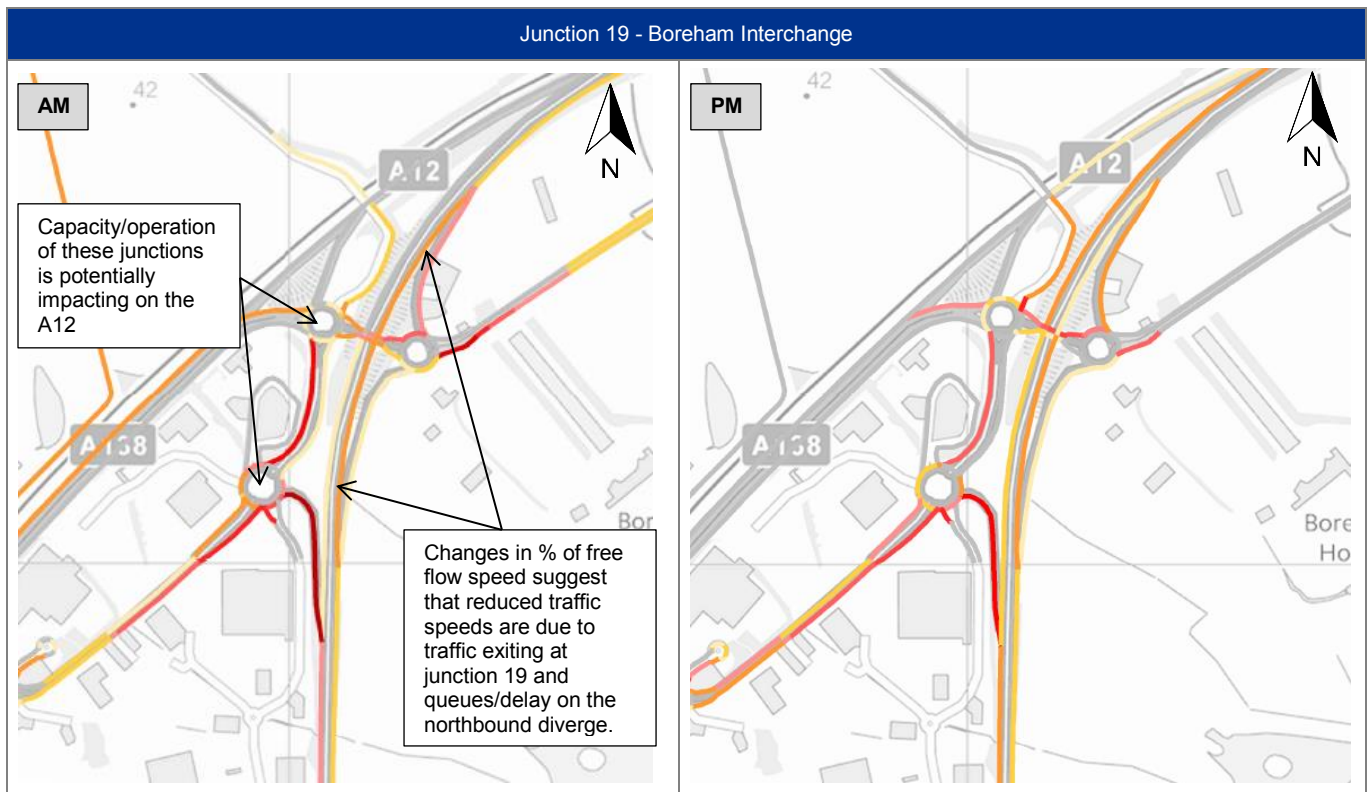 Junction 19 - Boreham Interchange
AM
42
A12
N
Capacity/operation
of these junctions
is potentially
impacting on the
A12
A138
Bor
Changes in % of free
flow speed suggest
that reduced traffic
speeds are due to
traffic exiting at
junction 19 and
queues/delay on the
northbound diverge.
PM
42
A12
N
A138
Bore
Ho